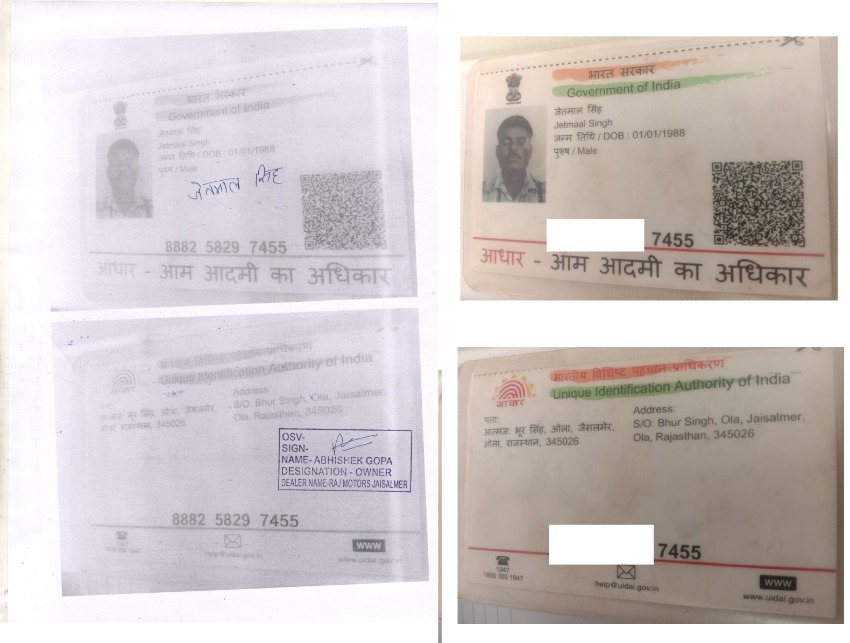 भारत सरकार
Government of India
जेतमाल सिंह
Jetmaal Singh
जन्म तिथि / DOB : 01/01/1988
पुरुष / Male
जेतमाल सिंह
8882 5829 7455
आधार - आम आदमी का अधिकार
भारतीय विशिष्ट पहचान प्राधिकरण
Unique Identification Authority of India
पता:
आत्मज: भूर सिंह, ओला, जैसलमेर,
ओला, राजस्थान, 345026
Address:
S/O: Bhur Singh, Ola, Jaisalmer,
Ola, Rajasthan, 345026
OSV-
SIGN-
NAME- ABHISHEK GOPA
DESIGNATION - OWNER
DEALER NAME-RAJ MOTORS JAISALMER
8882 5829 7455
1947
1800 300 1947
help@uidai.gov.in
WWW
www.uidai.gov.in
भारत सरकार
Government of India
जेतमाल सिंह
Jetmaal Singh
जन्म तिथि / DOB : 01/01/1988
पुरुष / Male
7455
आधार - आम आदमी का अधिकार
भारतीय विशिष्ट पहचान प्राधिकरण
Unique Identification Authority of India
आधार
पता:
आत्मज: भूर सिंह, ओला, जैसलमेर,
ओला, राजस्थान, 345026
Address:
S/O: Bhur Singh, Ola, Jaisalmer,
Ola, Rajasthan, 345026
7455
1947
1800 300 1947
help@uidai.gov.in
WWW
www.uidai.gov.in